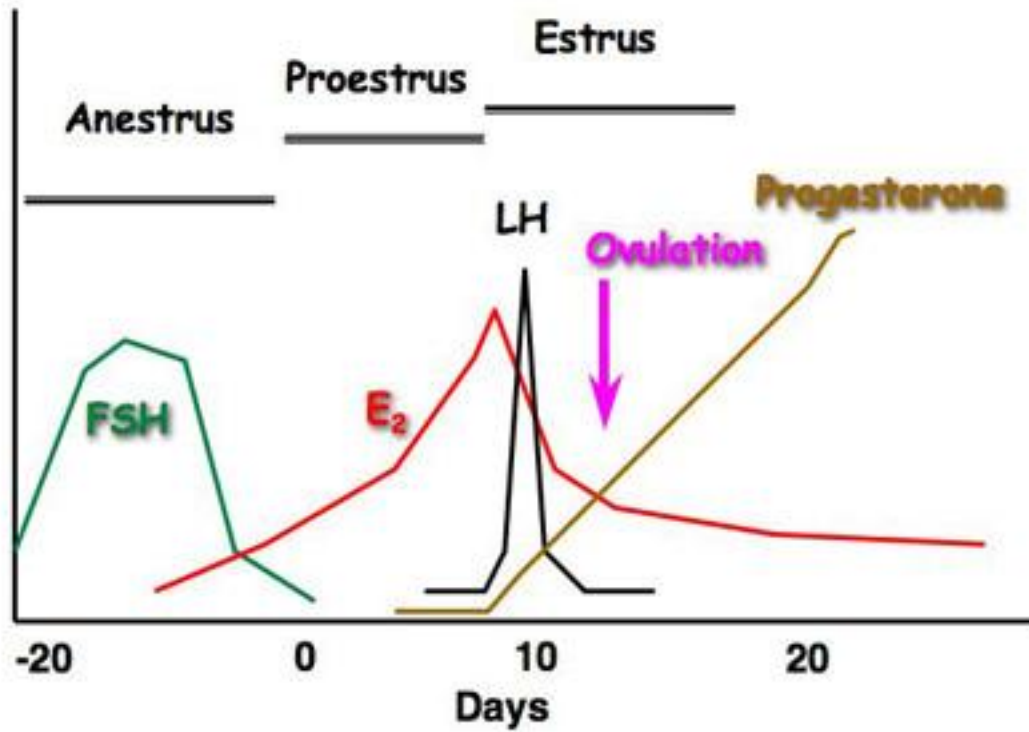 Estrus
Proestrus
Anestrus
Progesterone
LH
Ovulation
E₂
FSH
-20 0 10 20
Days